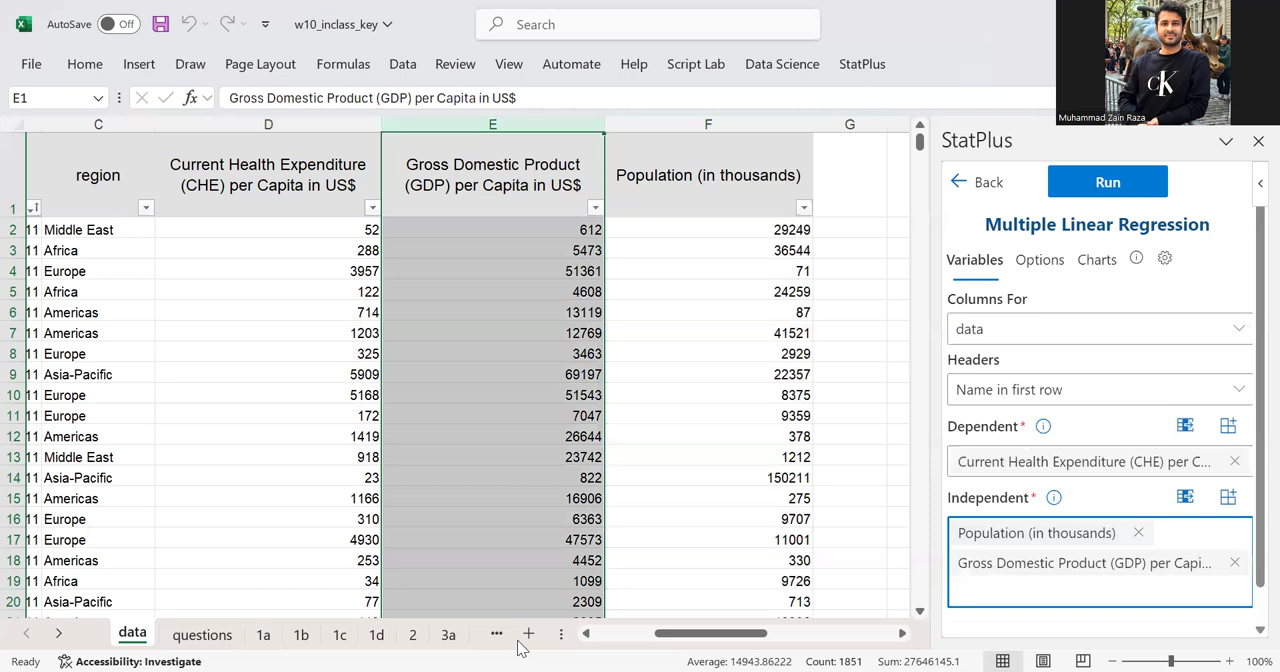 AutoSave Off w10_inclass_key Search
File Home Insert Draw Page Layout Formulas Data Review View Automate Help Script Lab Data Science StatPlus
CK
Muhammad Zain Raza
E1 fx Gross Domestic Product (GDP) per Capita in US$
C D E F G
1 region Current Health Expenditure (CHE) per Capita in US$ Gross Domestic Product (GDP) per Capita in US$ Population (in thousands)
2 11 Middle East 52 612 29249
3 11 Africa 288 5473 36544
4 11 Europe 3957 51361 71
5 11 Africa 122 4608 24259
6 11 Americas 714 13119 87
7 11 Americas 1203 12769 41521
8 11 Europe 325 3463 2929
9 11 Asia-Pacific 5909 69197 22357
10 11 Europe 5168 51543 8375
11 11 Europe 172 7047 9359
12 11 Americas 1419 26644 378
13 11 Middle East 918 23742 1212
14 11 Asia-Pacific 23 822 150211
15 11 Americas 1166 16906 275
16 11 Europe 310 6363 9707
17 11 Europe 4930 47573 11001
18 11 Americas 253 4452 330
19 11 Africa 34 1099 9726
20 11 Asia-Pacific 77 2309 713
StatPlus
Back Run
Multiple Linear Regression
Variables Options Charts
Columns For
data
Headers
Name in first row
Dependent*
Current Health Expenditure (CHE) per C...
Independent*
Population (in thousands)
Gross Domestic Product (GDP) per Capi...
data questions 1a 1b 1c 1d 2 3a ...
Ready Accessibility: Investigate Average: 14943.86222 Count: 1851 Sum: 27646145.1 100%